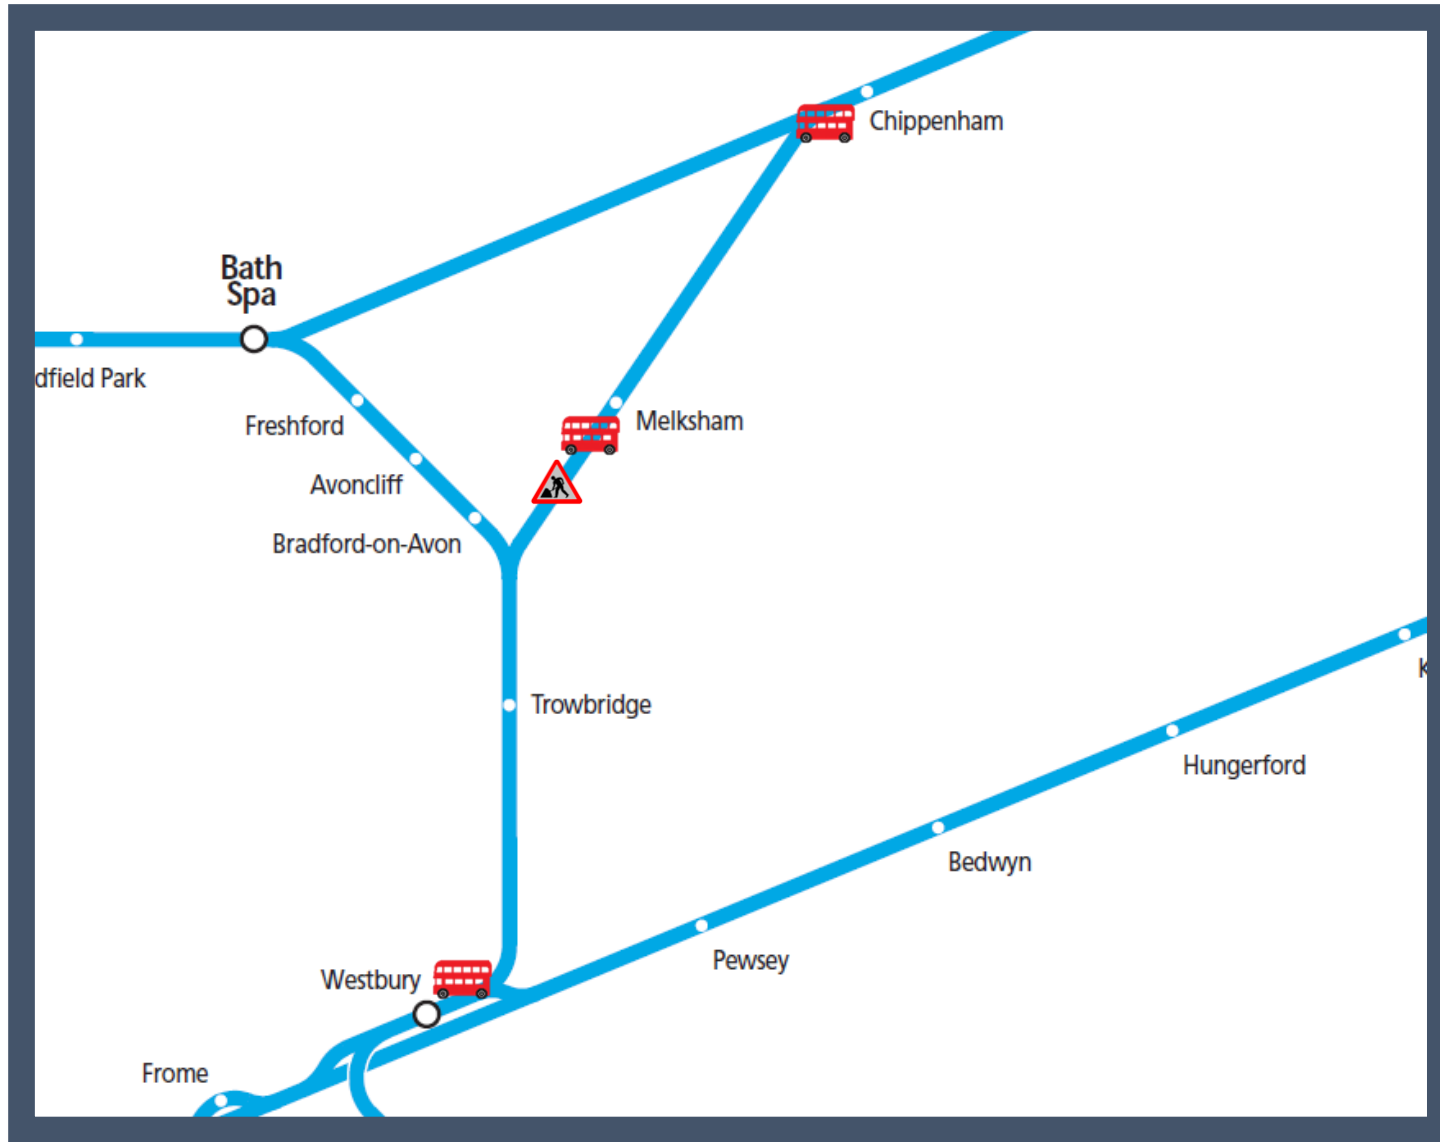 Chippenham
Bath
Spa
dfield Park
Melksham
Freshford
Avoncliff
Bradford-on-Avon
Trowbridge
K
Hungerford
Bedwyn
Pewsey
Westbury
Frome